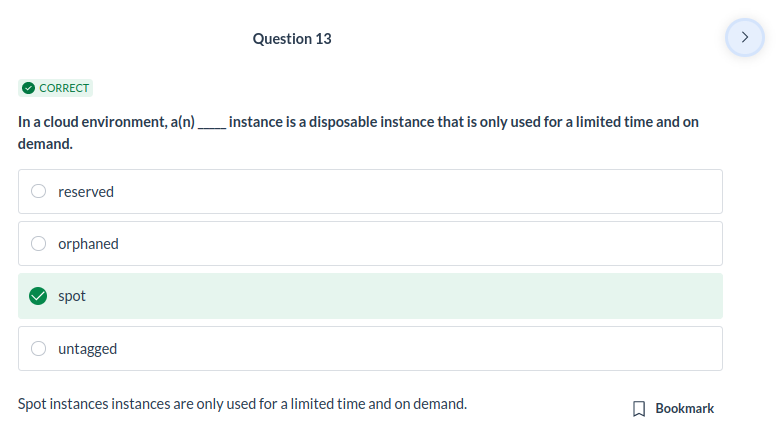 Question 13
CORRECT
In a cloud environment, a(n) _____ instance is a disposable instance that is only used for a limited time and on
demand.
reserved
orphaned
spot
untagged
Spot instances instances are only used for a limited time and on demand.
Bookmark